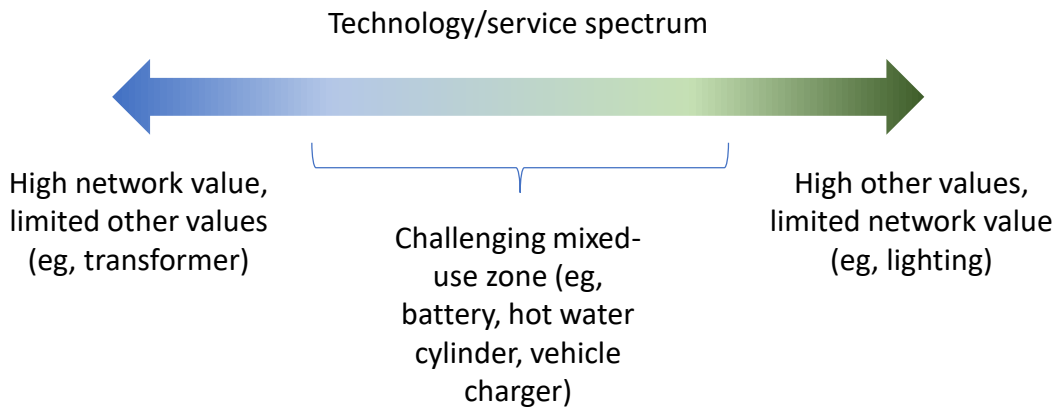 Technology/service spectrum
High network value,
limited other values
(eg, transformer)
Challenging mixed-
use zone (eg,
battery, hot water
cylinder, vehicle
charger)
High other values,
limited network value
(eg, lighting)